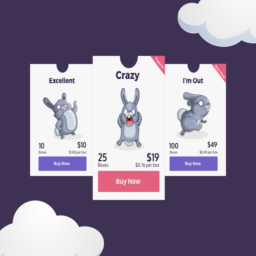 Excellent
10
Boxes
$10
$1.00 per box
Buy Now
Crazy
25
Boxes
$19
$0.76 per box
Buy Now
I'm Out
100
Boxes
$49
$0.49 per box
Buy Now